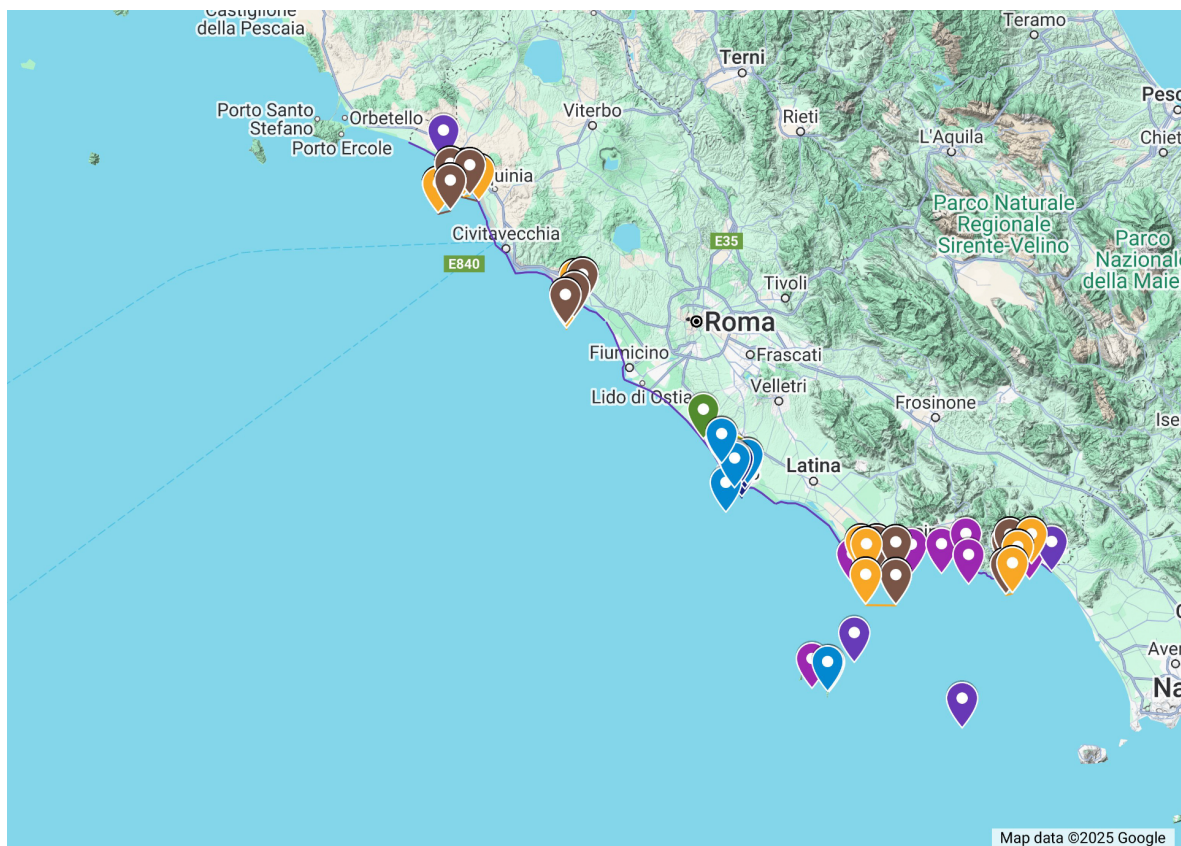 Castiglione
della Pescaia
Teramo
Terni
Pesc
Porto Santo
Stefano
Orbetello
Viterbo
Rieti
L'Aquila
Chiet
Porto Ercole
uinia
Parco Naturale
Regionale
Sirente-Velino
Civitavecchia
E35
Parco
Nazional
della Maie
E840
Tivoli
Roma
Fiumicino
Frascati
Lido di Ostia
Velletri
Frosinone
Ise
Latina
Aver
Na
Map data ©2025 Google